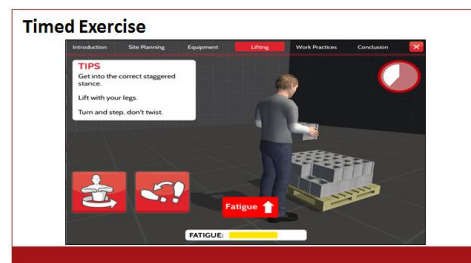 Timed Exercise
Introduction Site Planning Equipment Lifting Work Practices Conclusion
TIPS
Get into the correct staggered
stance.
Lift with your legs.
Turn and step, don't twist.
Fatigue
FATIGUE: